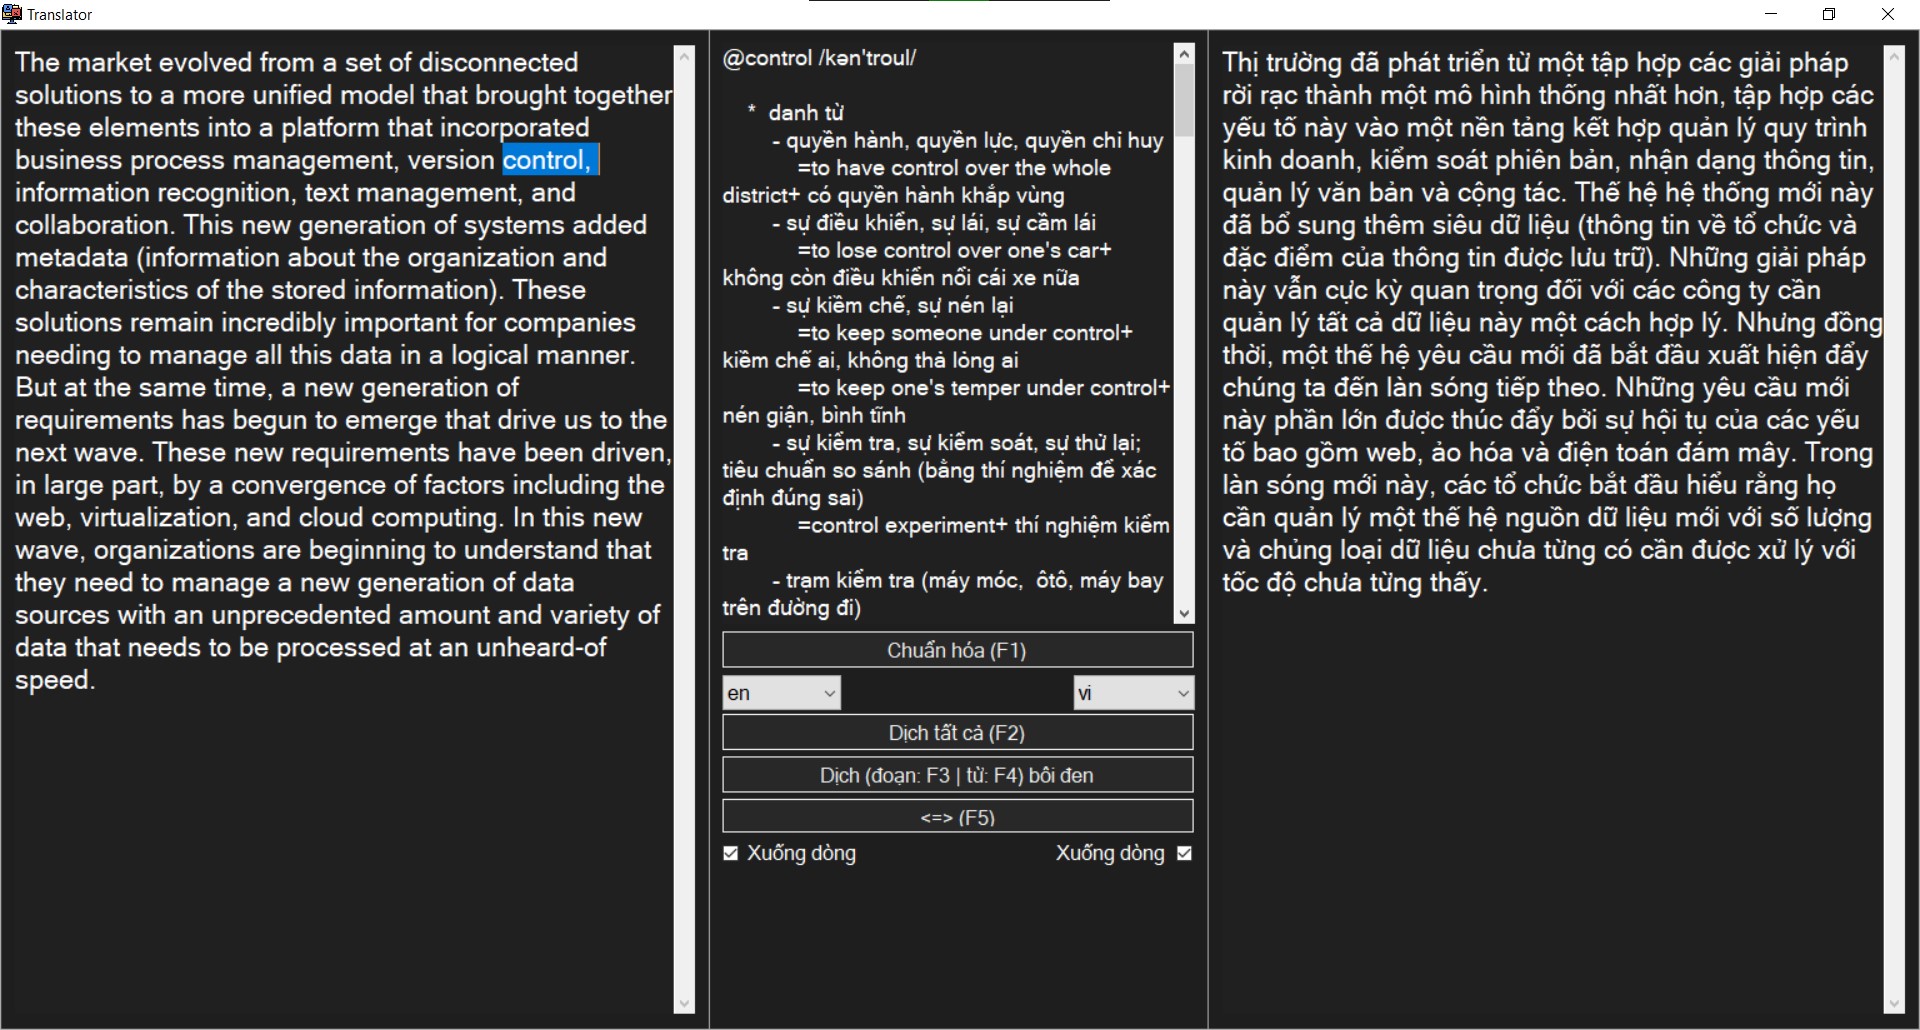 Translator
The market evolved from a set of disconnected
solutions to a more unified model that brought together
these elements into a platform that incorporated
business process management, version control,
information recognition, text management, and
collaboration. This new generation of systems added
metadata (information about the organization and
characteristics of the stored information). These
solutions remain incredibly important for companies
needing to manage all this data in a logical manner.
But at the same time, a new generation of
requirements has begun to emerge that drive us to the
next wave. These new requirements have been driven,
in large part, by a convergence of factors including the
web, virtualization, and cloud computing. In this new
wave, organizations are beginning to understand that
they need to manage a new generation of data
sources with an unprecedented amount and variety of
data that needs to be processed at an unheard-of
speed.
@control /kən'troul/
* danh từ
- quyền hành, quyền lực, quyền chỉ huy
=to have control over the whole
district+ có quyền hành khắp vùng
- sự điều khiển, sự lái, sự cầm lái
=to lose control over one's car+
không còn điều khiển nổi cái xe nữa
- sự kiềm chế, sự nén lại
=to keep someone under control+
kiềm chế ai, không thả lỏng ai
=to keep one's temper under control+
nén giận, bình tĩnh
- sự kiểm tra, sự kiểm soát, sự thử lại;
tiêu chuẩn so sánh (bằng thí nghiệm để xác
định đúng sai)
=control experiment+ thí nghiệm kiểm
tra
- trạm kiểm tra (máy móc, ôtô, máy bay
trên đường đi)
Chuẩn hóa (F1)
en
vi
Dịch tất cả (F2)
Dịch (đoạn: F3 | từ: F4) bôi đen
<=> (F5)
Xuống dòng
Xuống dòng
Thị trường đã phát triển từ một tập hợp các giải pháp
rời rạc thành một mô hình thống nhất hơn, tập hợp các
yếu tố này vào một nền tảng kết hợp quản lý quy trình
kinh doanh, kiểm soát phiên bản, nhận dạng thông tin,
quản lý văn bản và cộng tác. Thế hệ hệ thống mới này
đã bổ sung thêm siêu dữ liệu (thông tin về tổ chức và
đặc điểm của thông tin được lưu trữ). Những giải pháp
này vẫn cực kỳ quan trọng đối với các công ty cần
quản lý tất cả dữ liệu này một cách hợp lý. Nhưng đồng
thời, một thế hệ yêu cầu mới đã bắt đầu xuất hiện đẩy
chúng ta đến làn sóng tiếp theo. Những yêu cầu mới
này phần lớn được thúc đẩy bởi sự hội tụ của các yếu
tố bao gồm web, ảo hóa và điện toán đám mây. Trong
làn sóng mới này, các tổ chức bắt đầu hiểu rằng họ
cần quản lý một thế hệ nguồn dữ liệu mới với số lượng
và chủng loại dữ liệu chưa từng có cần được xử lý với
tốc độ chưa từng thấy.